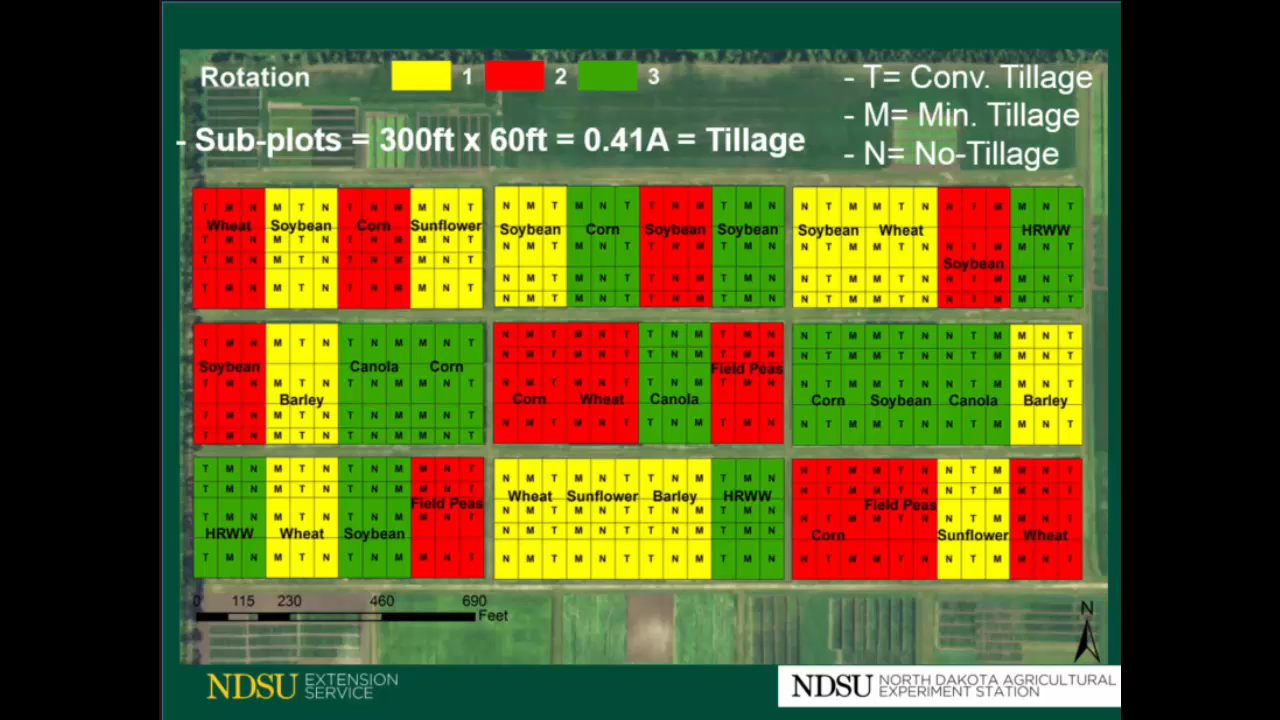 Rotation 1 2 3
- T= Conv. Tillage
- M= Min. Tillage
- N= No-Tillage
- Sub-plots = 300ft x 60ft = 0.41A = Tillage
T M N M T N T N M M N T N M T M N T T N M T M N N T M M T N N T M M N T
Wheat Soybean Corn Sunflower Soybean Corn Soybean Soybean Soybean Wheat HRWW
T M N M T N T N M M N T N M T M N T T N M T M N N T M M T N N T M M N T
Soybean
T M N M T N T N M M N T N M T M N T T N M T M N N T M M T N N T M M N T
T M N M T N T N M M N T N M T M N T T N M T M N N T M M T N N T M M N T
T M N M T N T N M M N T N M T M N T T N M T M N N T M M T N N T M M N T
N M T M N T T N M T M N N T M M T N N T M M N T
Soybean Canola Corn Field Peas
T M N M T N T N M M N T N M T M N T T N M T M N N T M M T N N T M M N T
Barley Corn Wheat Canola Corn Soybean Canola Barley
T M N M T N T N M M N T N M T M N T T N M T M N N T M M T N N T M M N T
T M N M T N T N M M N T
T M N M T N T N M M N T N M T M N T T N M T M N N T M M T N N T M M N T
T M N M T N T N M M N T N T M M T N N T M M N T
Wheat Sunflower Barley HRWW
Field Peas Field Peas
T M N M T N T N M M N T N M T M N T T N M T M N N T M M T N N T M M N T
HRWW Wheat Soybean Corn Sunflower Wheat
N M T M N T T N M T M N
T M N M T N T N M M N T N M T M N T T N M T M N N T M M T N N T M M N T
0 115 230 460 690
Feet
N
NDSU EXTENSION
SERVICE
NDSU NORTH DAKOTA AGRICULTURAL
EXPERIMENT STATION